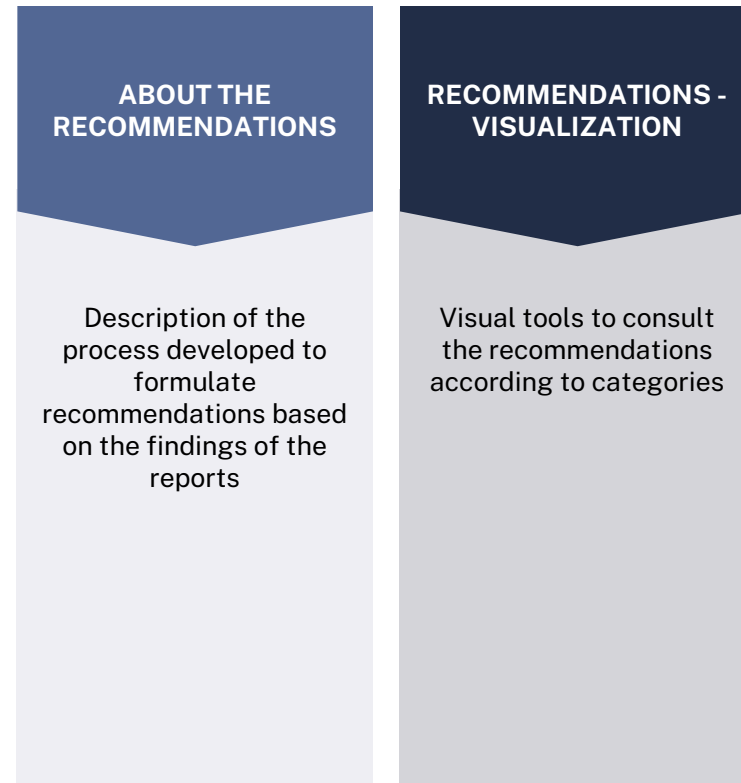 ABOUT THE
RECOMMENDATIONS
Description of the
process developed to
formulate
recommendations based
on the findings of the
reports
RECOMMENDATIONS -
VISUALIZATION
Visual tools to consult
the recommendations
according to categories